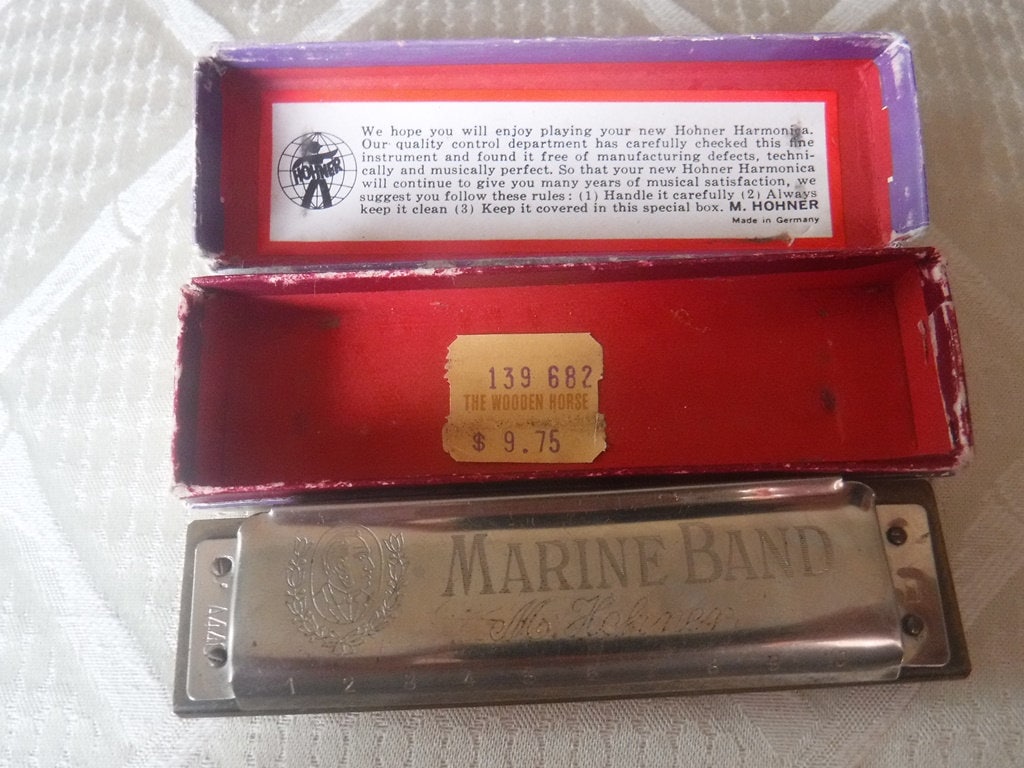 HOHNER
We hope you will enjoy playing your new Hohner Harmonica.
Our quality control department has carefully checked this fine
instrument and found it free of manufacturing defects, techni-
cally and musically perfect. So that your new Hohner Harmonica
will continue to give you many years of musical satisfaction, we
suggest you follow these rules: (1) Handle it carefully (2) Always
keep it clean (3) Keep it covered in this special box. M. HOHNER
Made in Germany
139 682
THE WOODEN HORSE
$ 9.75
MARINE BAND
M. Hohner
1 2 3 4 5 6 8 9